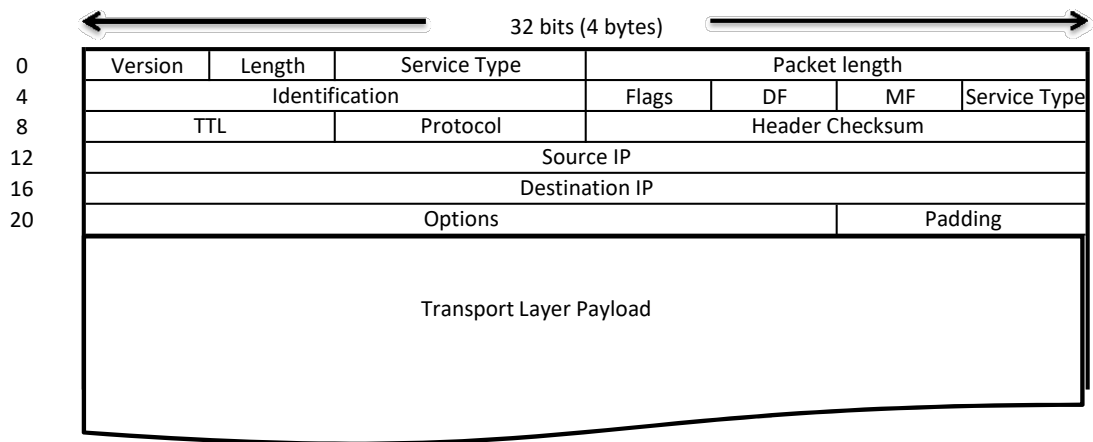 32 bits (4 bytes)
0 Version Length Service Type Packet length
4 Identification Flags DF MF Service Type
8 TTL Protocol Header Checksum
12 Source IP
16 Destination IP
20 Options Padding
Transport Layer Payload